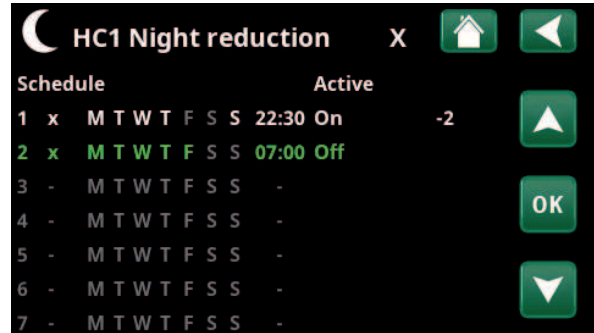 HC1 Night reduction X
Schedule Active
1 x M T W T F S S 22:30 On -2
2 x M T W T F S S 07:00 Off
3 - M T W T F S S -
4 - M T W T F S S -
5 - M T W T F S S -
6 - M T W T F S S -
7 - M T W T F S S -
OK